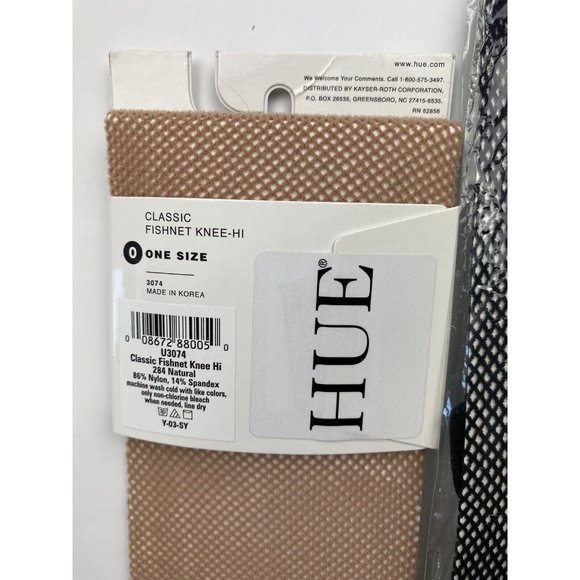 www.hue.com
We Welcome Your Comments. Call 1-800-575-3497.
DISTRIBUTED BY KAYSER-ROTH CORPORATION,
P.O. BOX 26535, GREENSBORO, NC 27415-6535.
RN 62856
CLASSIC
FISHNET KNEE-HI
0 ONE SIZE
3074
MADE IN KOREA
0 08672 88005 0
U3074
Classic Fishnet Knee Hi
284 Natural
86% Nylon, 14% Spandex
machine wash cold with like colors,
only non-chlorine bleach
when needed, line dry
Y-03-SY
HUE®